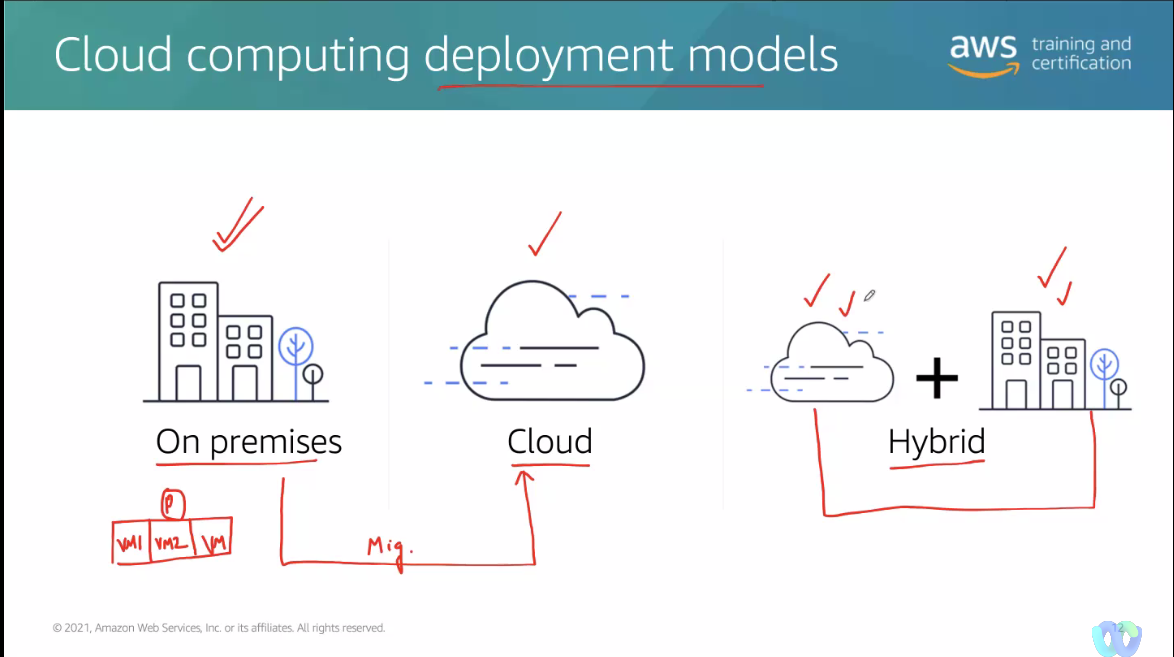 Cloud computing deployment models
aws training and
certification
On premises
Cloud
Hybrid
P
VM1 VM2 VM
Mig.
© 2021, Amazon Web Services, Inc. or its affiliates. All rights reserved.
12